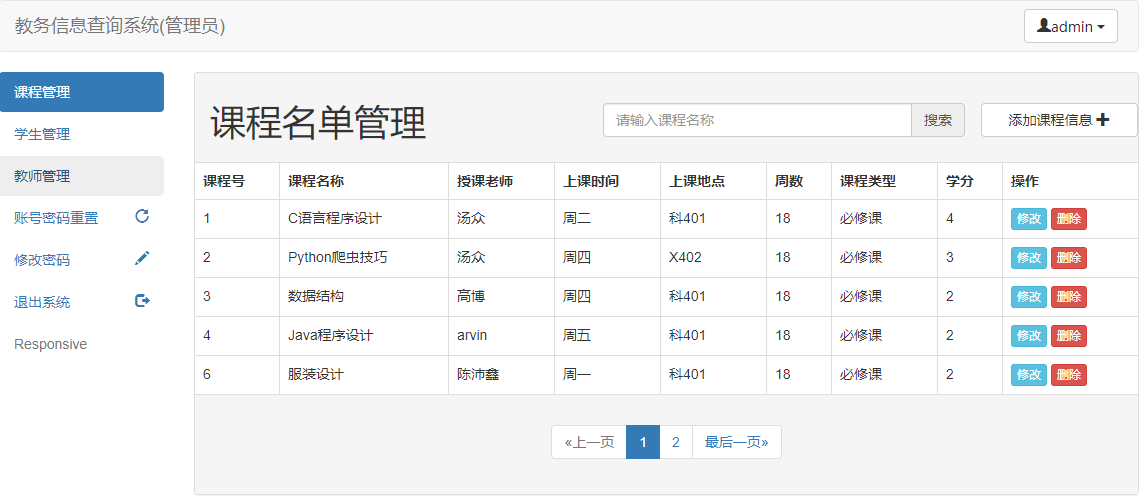 教务信息查询系统(管理员)
admin
课程管理
学生管理
教师管理
账号密码重置
修改密码
退出系统
Responsive
课程名单管理
请输入课程名称 搜索 添加课程信息
课程号 课程名称 授课老师 上课时间 上课地点 周数 课程类型 学分 操作
1 C语言程序设计 汤众 周二 科401 18 必修课 4 修改 删除
2 Python爬虫技巧 汤众 周四 X402 18 必修课 3 修改 删除
3 数据结构 高博 周四 科401 18 必修课 2 修改 删除
4 Java程序设计 arvin 周五 科401 18 必修课 2 修改 删除
6 服装设计 陈沛鑫 周一 科401 18 必修课 2 修改 删除
«上一页 1 2 最后一页»